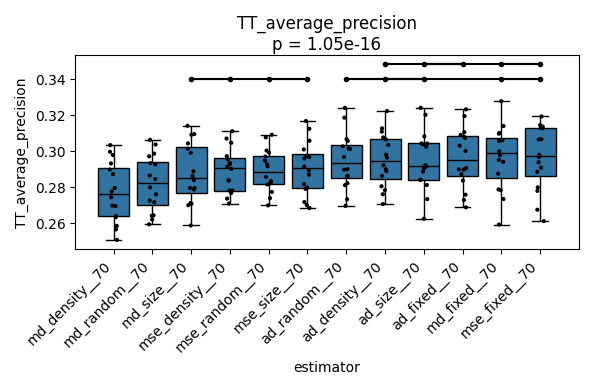 TT_average_precision
p = 1.05e-16
TT_average_precision
0.34
0.32
0.30
0.28
0.26
md_density__70
md_random__70
md_size__70
mse_density__70
mse_random__70
mse_size__70
ad_random__70
ad_density__70
ad_size__70
ad_fixed__70
md_fixed__70
mse_fixed__70
estimator